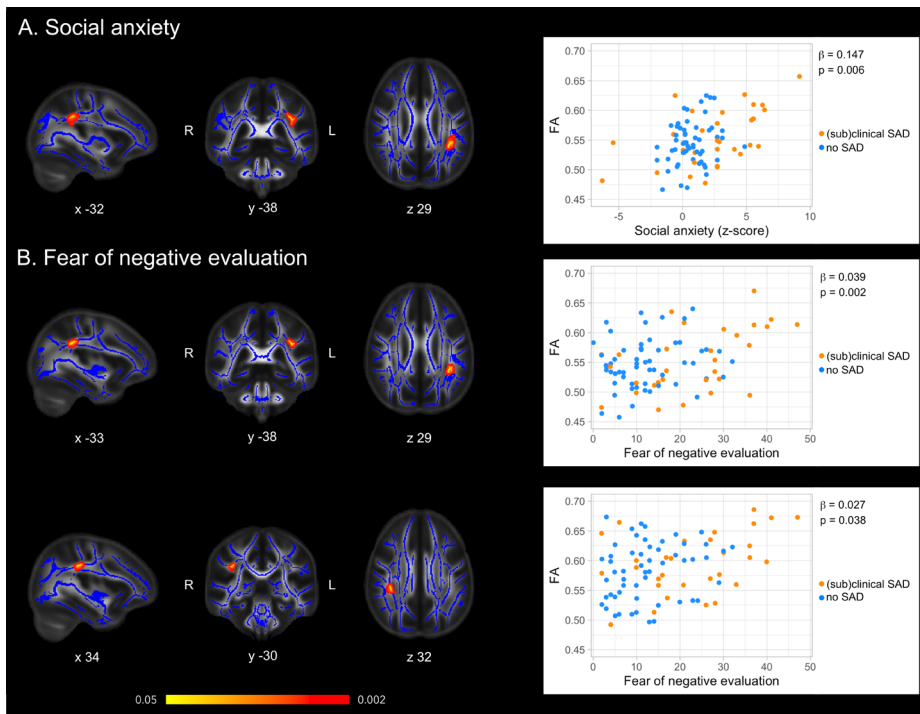 A. Social anxiety
R
L
x -32
y -38
z 29
0.70
0.65
0.60
0.55
0.50
0.45
FA
-5
0
5
10
Social anxiety (z-score)
β = 0.147
p = 0.006
(sub)clinical SAD
no SAD
B. Fear of negative evaluation
R
L
x -33
y -38
z 29
0.70
0.65
0.60
0.55
0.50
0.45
FA
0
10
20
30
40
50
Fear of negative evaluation
β = 0.039
p = 0.002
(sub)clinical SAD
no SAD
R
L
x 34
y -30
z 32
0.70
0.65
0.60
0.55
0.50
0.45
FA
0
10
20
30
40
50
Fear of negative evaluation
β = 0.027
p = 0.038
(sub)clinical SAD
no SAD
0.05
0.002